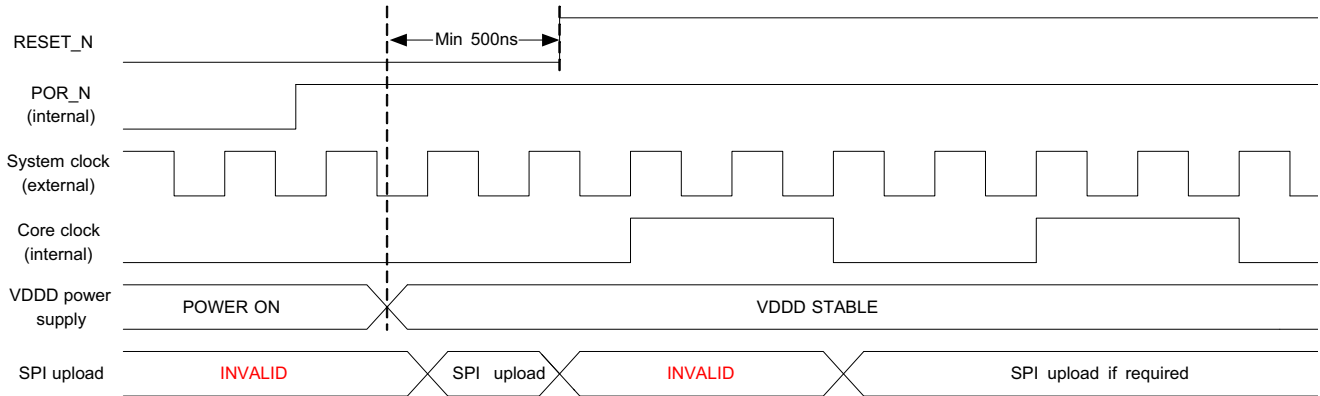 RESET_N
Min 500ns
POR_N
(internal)
System clock
(external)
Core clock
(internal)
VDDD power
supply
POWER ON
VDDD STABLE
SPI upload
INVALID
SPI upload
INVALID
SPI upload if required